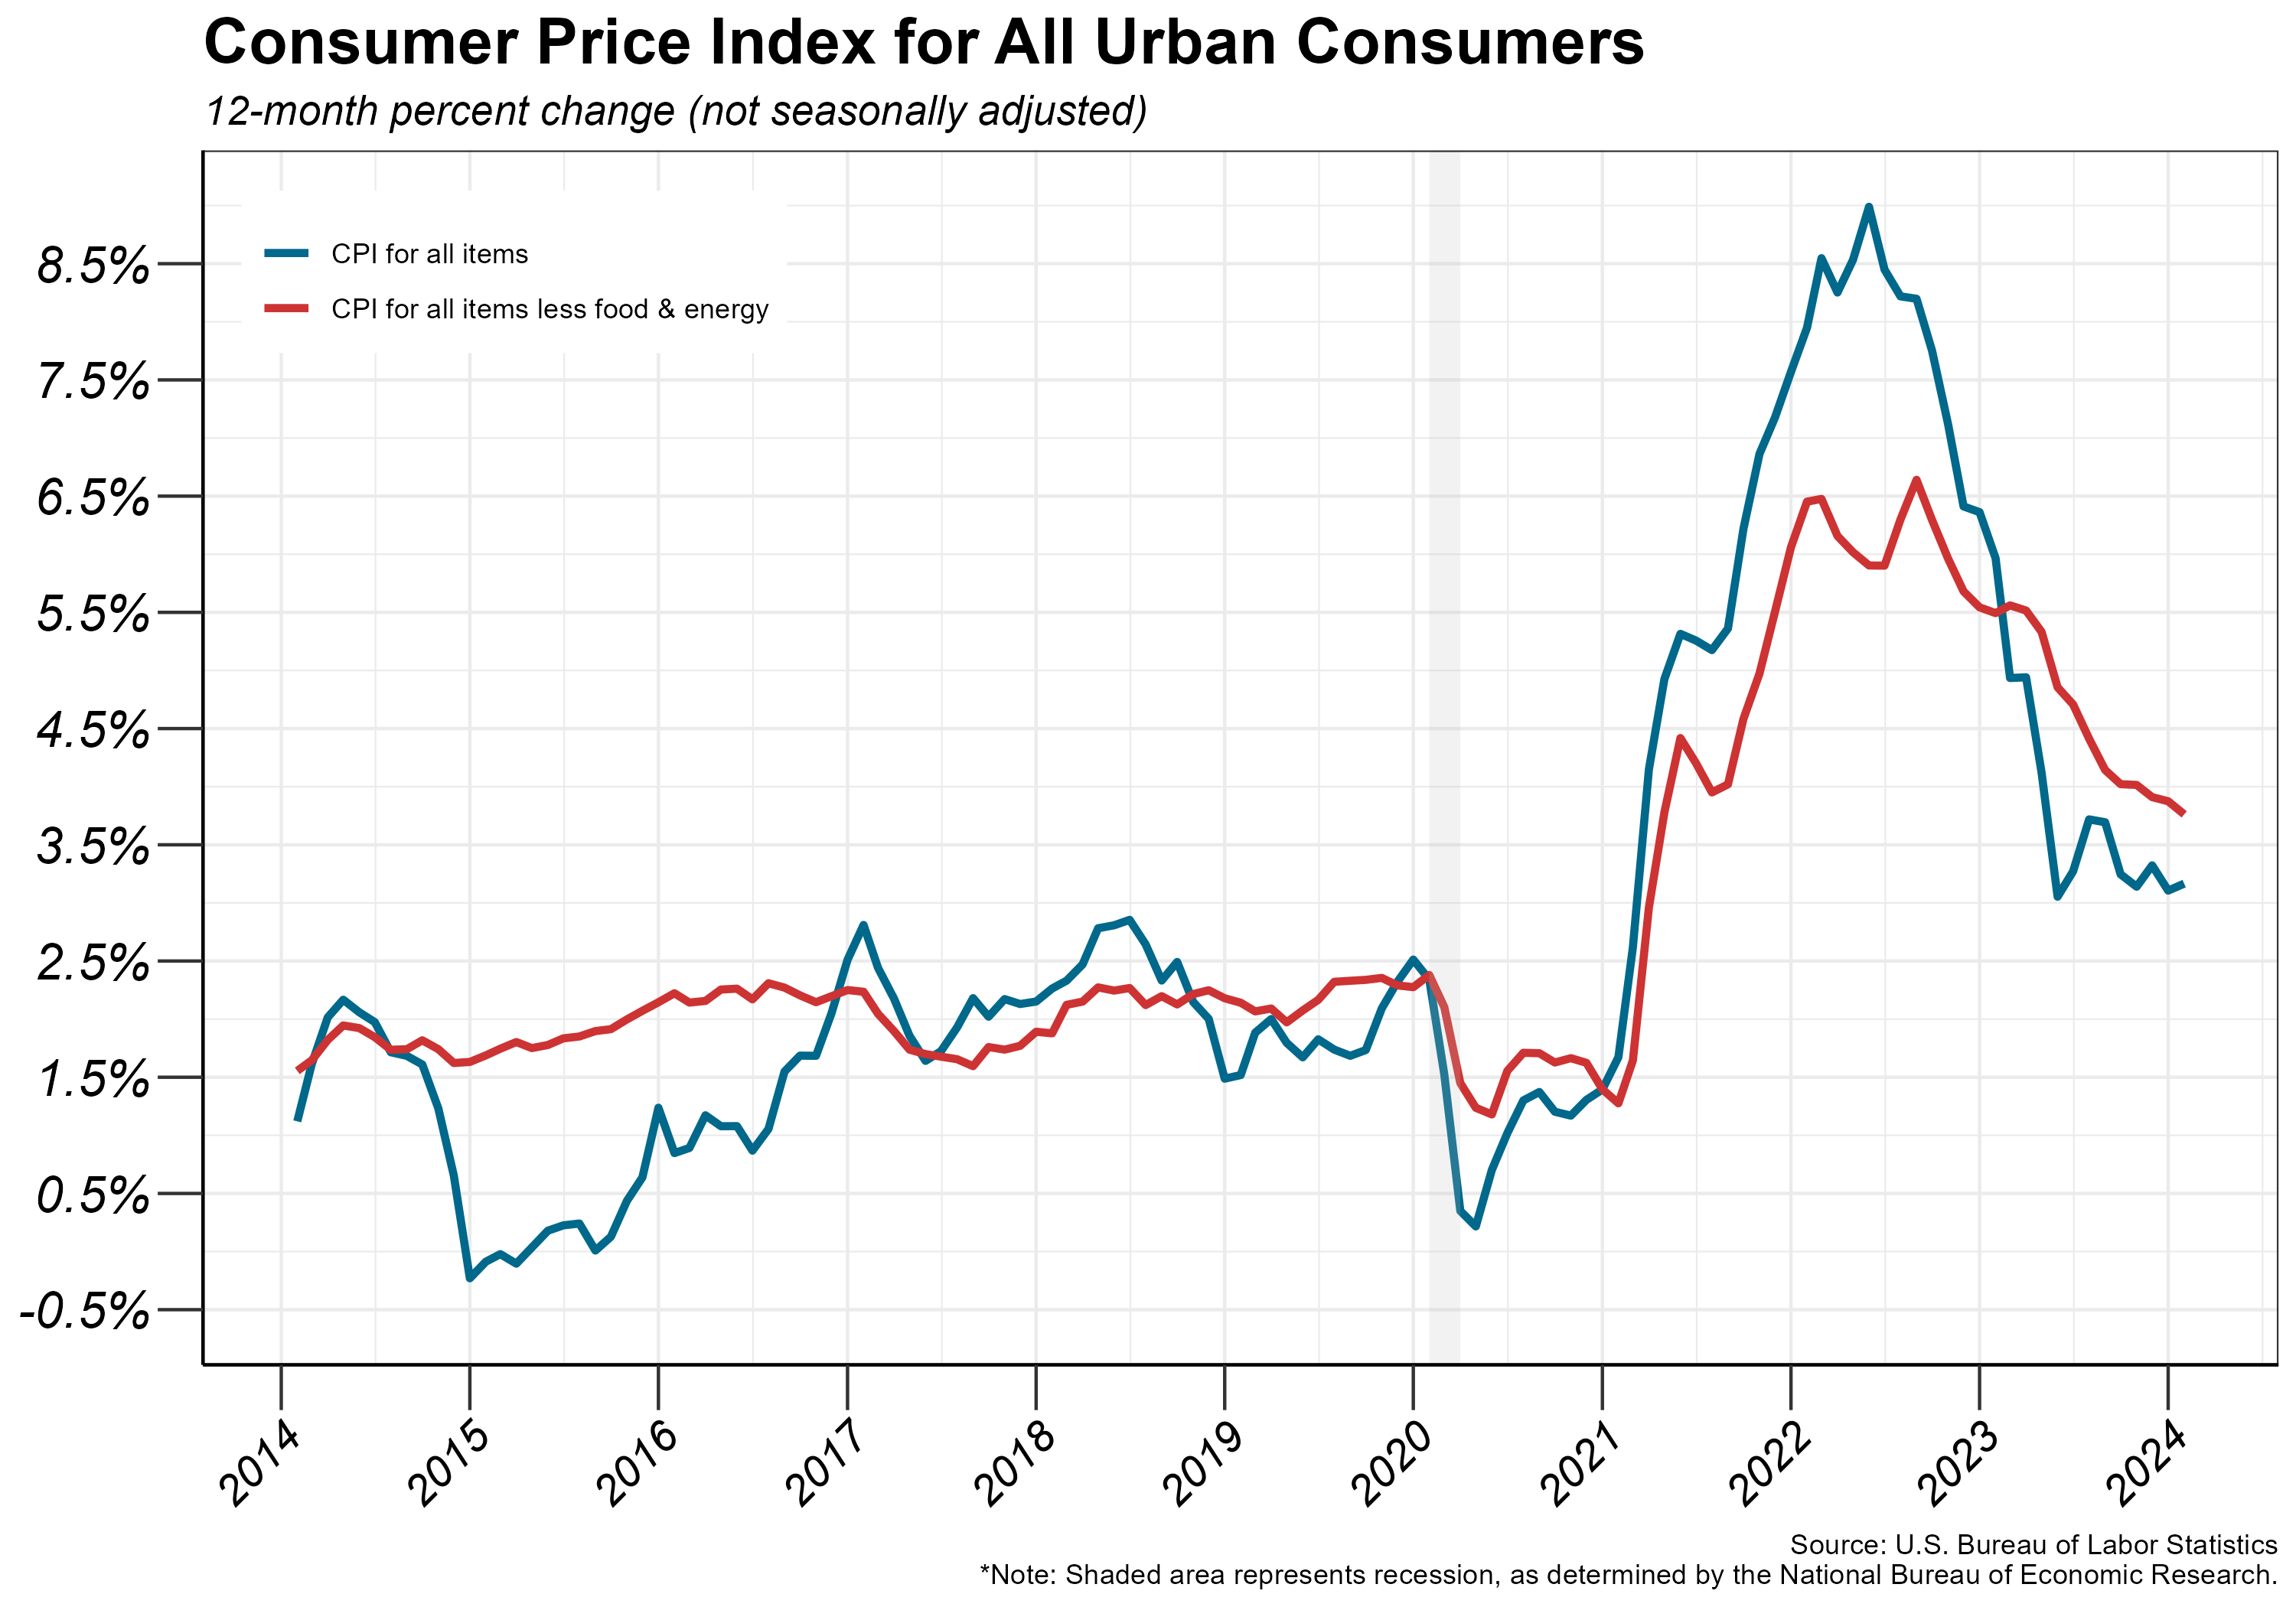 Consumer Price Index for All Urban Consumers
12-month percent change (not seasonally adjusted)
CPI for all items
CPI for all items less food & energy
8.5%
7.5%
6.5%
5.5%
4.5%
3.5%
2.5%
1.5%
0.5%
-0.5%
2014 2015 2016 2017 2018 2019 2020 2021 2022 2023 2024
Source: U.S. Bureau of Labor Statistics
*Note: Shaded area represents recession, as determined by the National Bureau of Economic Research.